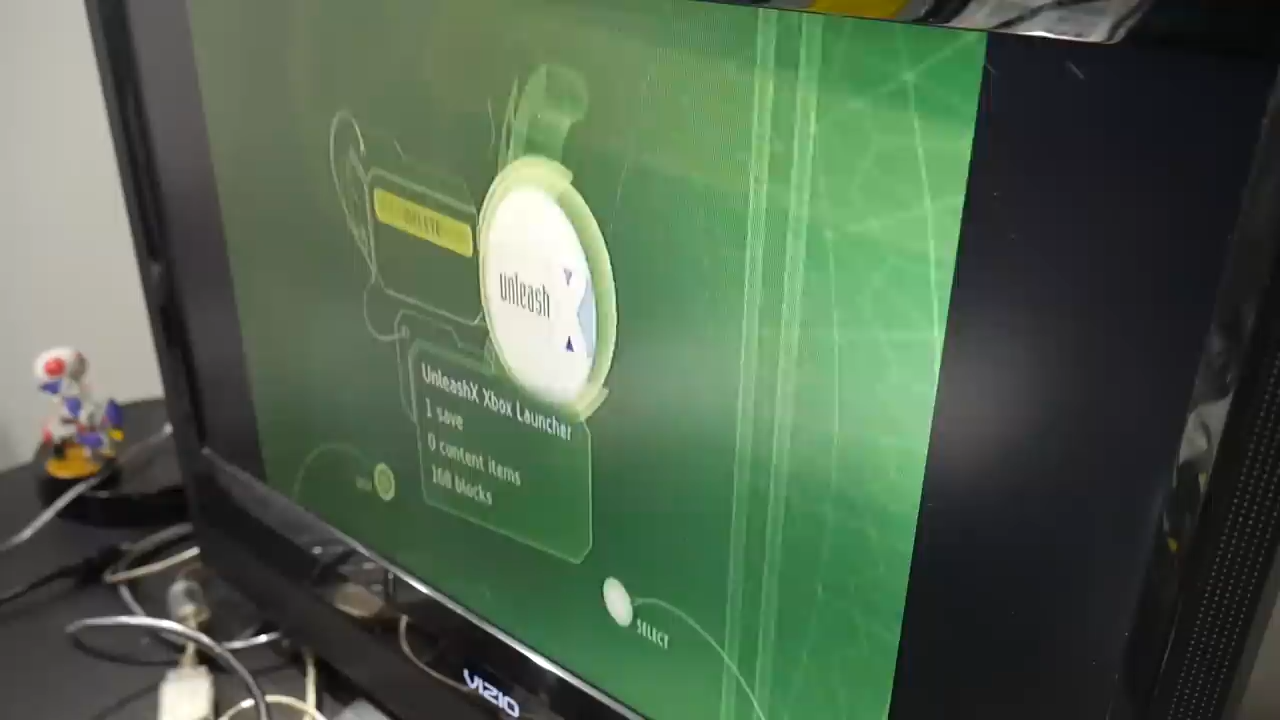 DELETE
unleash X
UnleashX Xbox Launcher
1 save
0 content items
168 blocks
SELECT
VIZIO